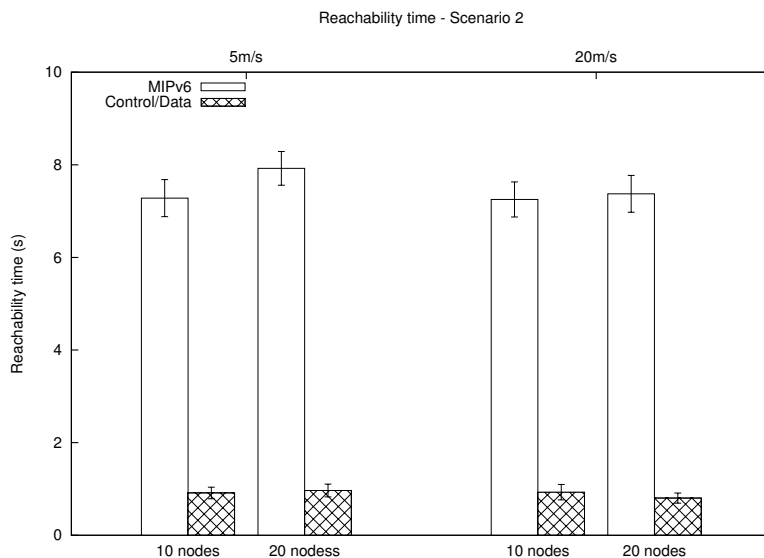 Reachability time - Scenario 2
5m/s 20m/s
MIPv6
Control/Data
10
8
6
4
2
0
Reachability time (s)
10 nodes 20 nodess 10 nodes 20 nodes